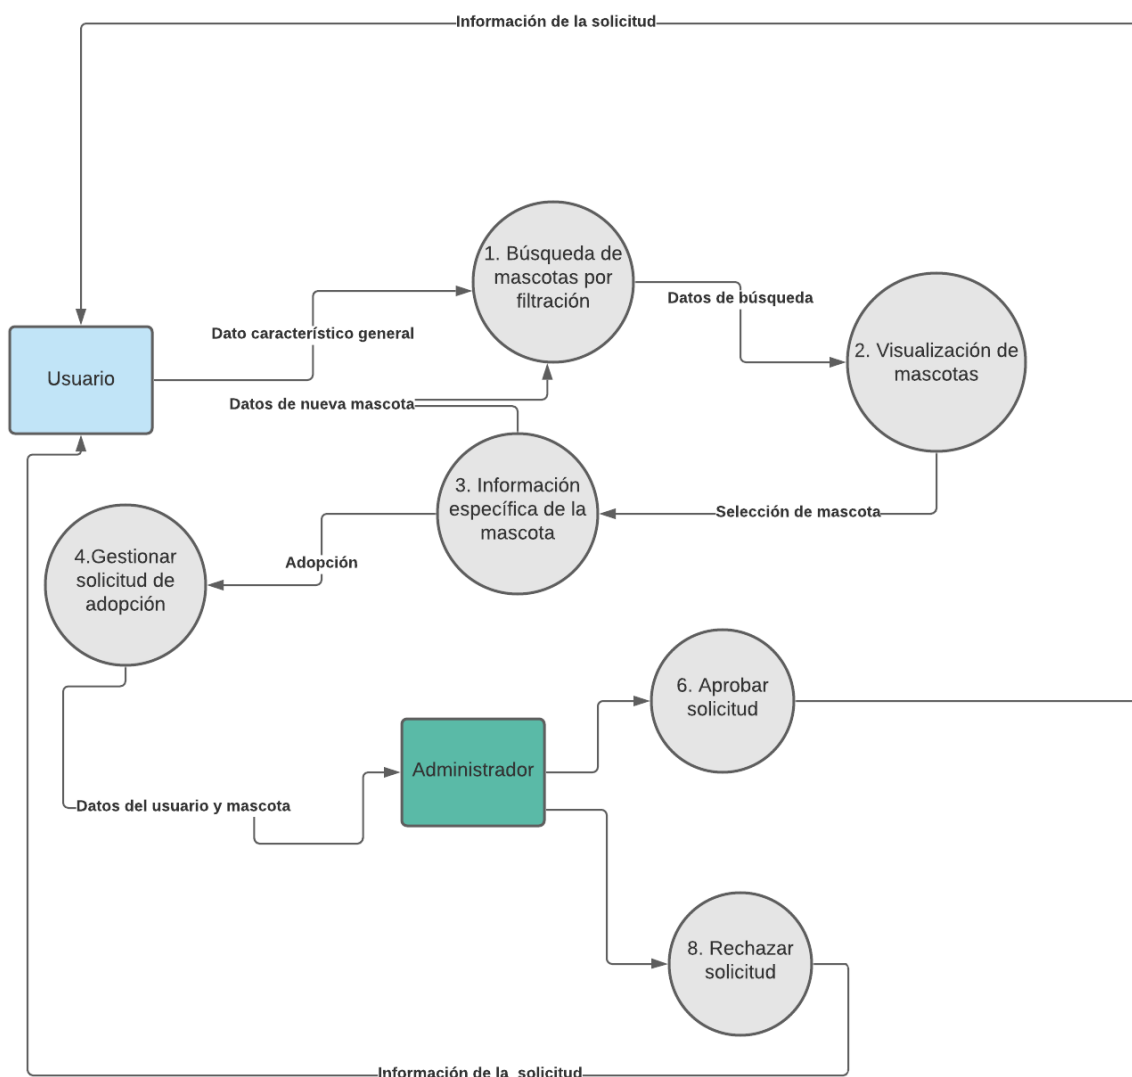 Información de la solicitud
1. Búsqueda de
mascotas por
filtración
Datos de búsqueda
Dato característico general
2. Visualización de
mascotas
Usuario
Datos de nueva mascota
3. Información
específica de la
mascota
Selección de mascota
4.Gestionar
solicitud de
adopción
Adopción
6. Aprobar
solicitud
Administrador
Datos del usuario y mascota
8. Rechazar
solicitud
Información de la  solicitud